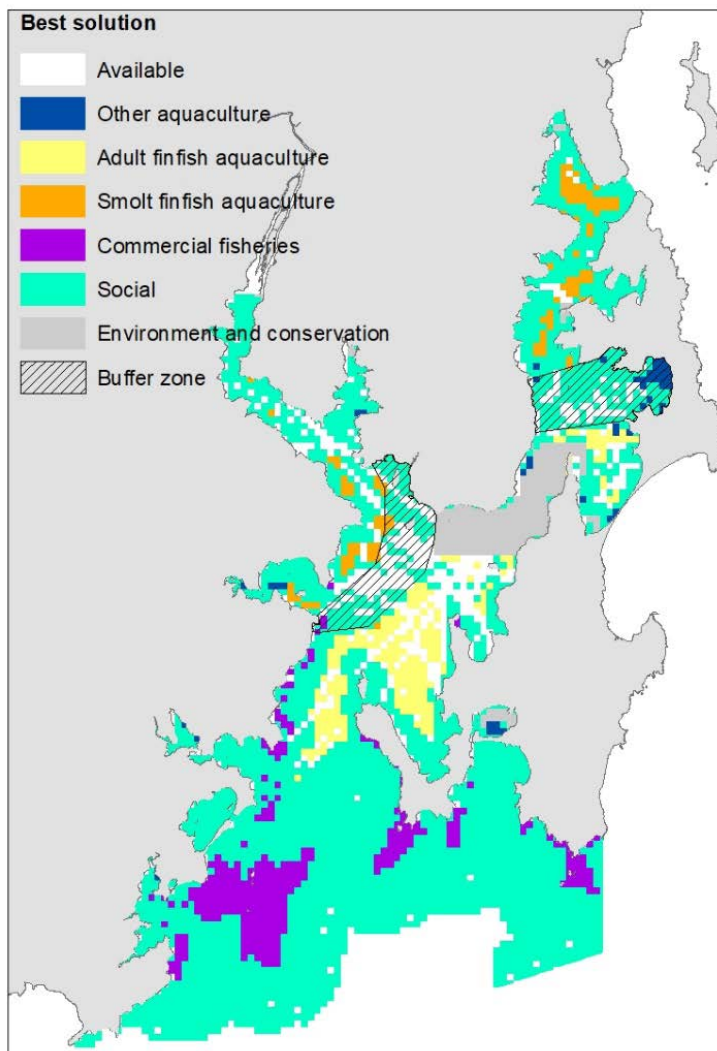 Best solution
Available
Other aquaculture
Adult finfish aquaculture
Smolt finfish aquaculture
Commercial fisheries
Social
Environment and conservation
Buffer zone